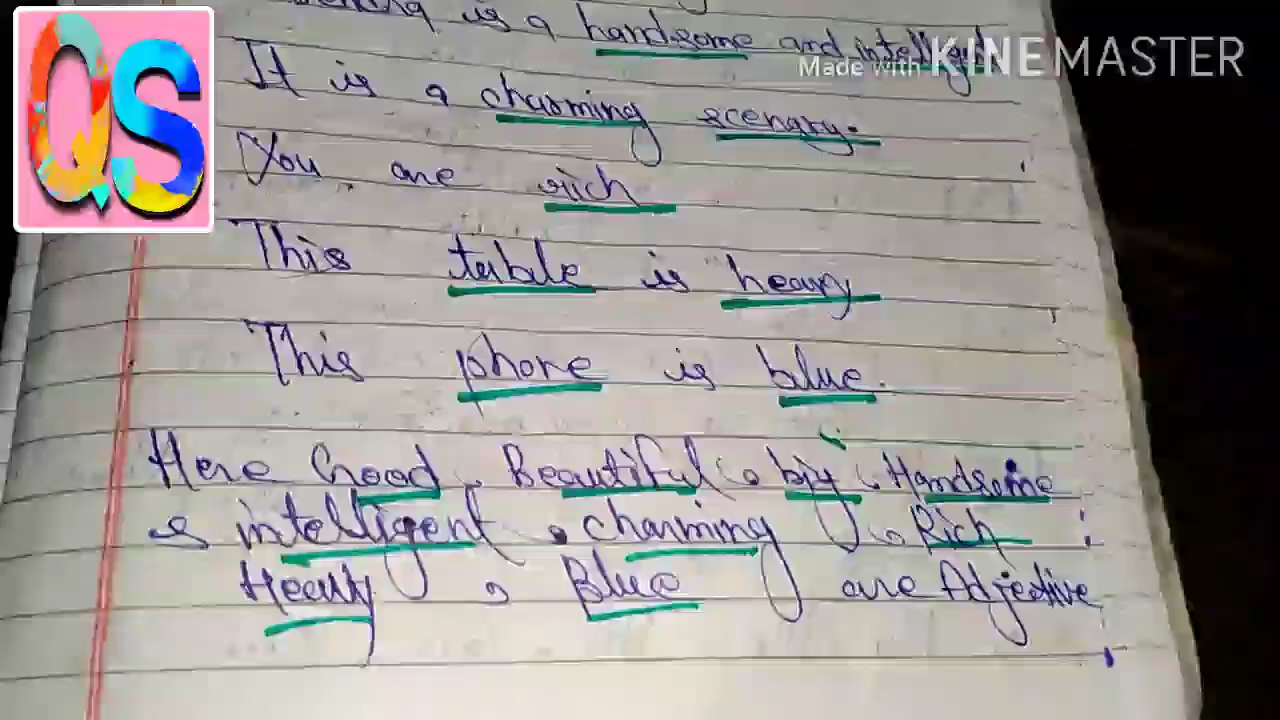 is a handsome and intelligent
Made with KINEMASTER
QS
It is a charming scenary.
You are rich
This table is heavy
This phone is blue.
Here Good, Beautiful, big, Handsome
, intelligent, charming, Rich,
Heavy, Blue are Adjective